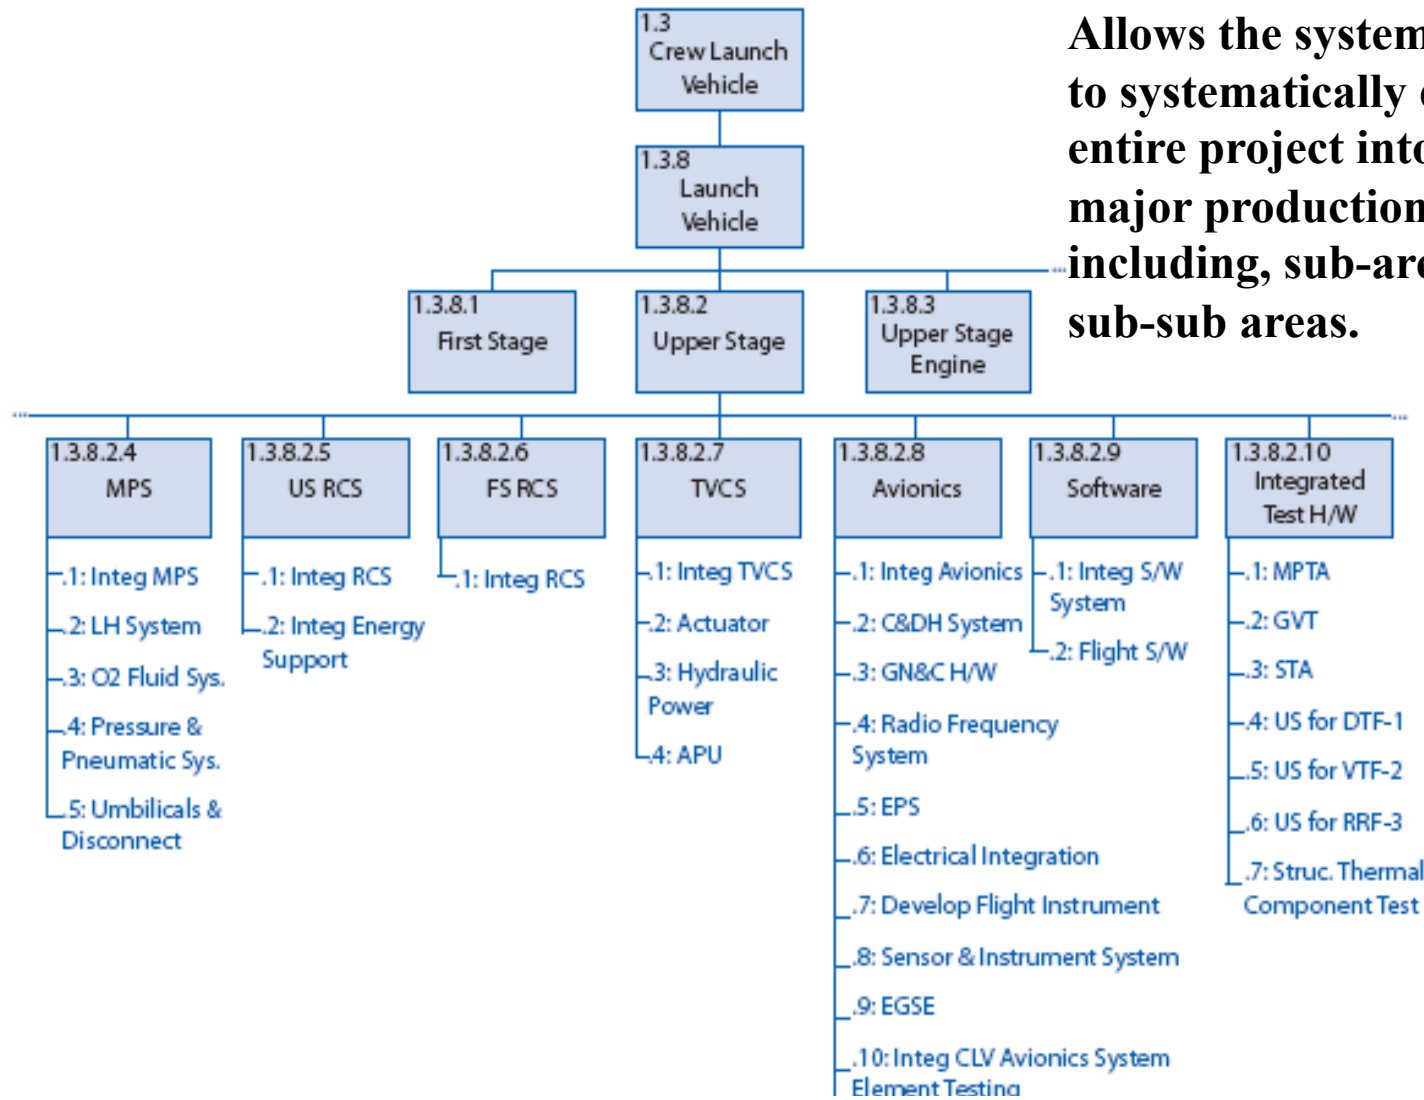 1.3
Crew Launch
Vehicle
Allows the system
to systematically
entire project into
major production
including, sub-are
sub-sub areas.
1.3.8
Launch
Vehicle
1.3.8.1
First Stage
1.3.8.2
Upper Stage
1.3.8.3
Upper Stage
Engine
1.3.8.2.4
MPS
.1: Integ MPS
.2: LH System
.3: O2 Fluid Sys.
.4: Pressure &
Pneumatic Sys.
.5: Umbilicals &
Disconnect
1.3.8.2.5
US RCS
.1: Integ RCS
.2: Integ Energy
Support
1.3.8.2.6
FS RCS
.1: Integ RCS
1.3.8.2.7
TVCS
.1: Integ TVCS
.2: Actuator
.3: Hydraulic
Power
.4: APU
1.3.8.2.8
Avionics
.1: Integ Avionics
.2: C&DH System
.3: GN&C H/W
.4: Radio Frequency
System
.5: EPS
.6: Electrical Integration
.7: Develop Flight Instrument
.8: Sensor & Instrument System
.9: EGSE
.10: Integ CLV Avionics System
Element Testing
1.3.8.2.9
Software
.1: Integ S/W
System
.2: Flight S/W
1.3.8.2.10
Integrated
Test H/W
.1: MPTA
.2: GVT
.3: STA
.4: US for DTF-1
.5: US for VTF-2
.6: US for RRF-3
.7: Struc. Thermal
Component Test